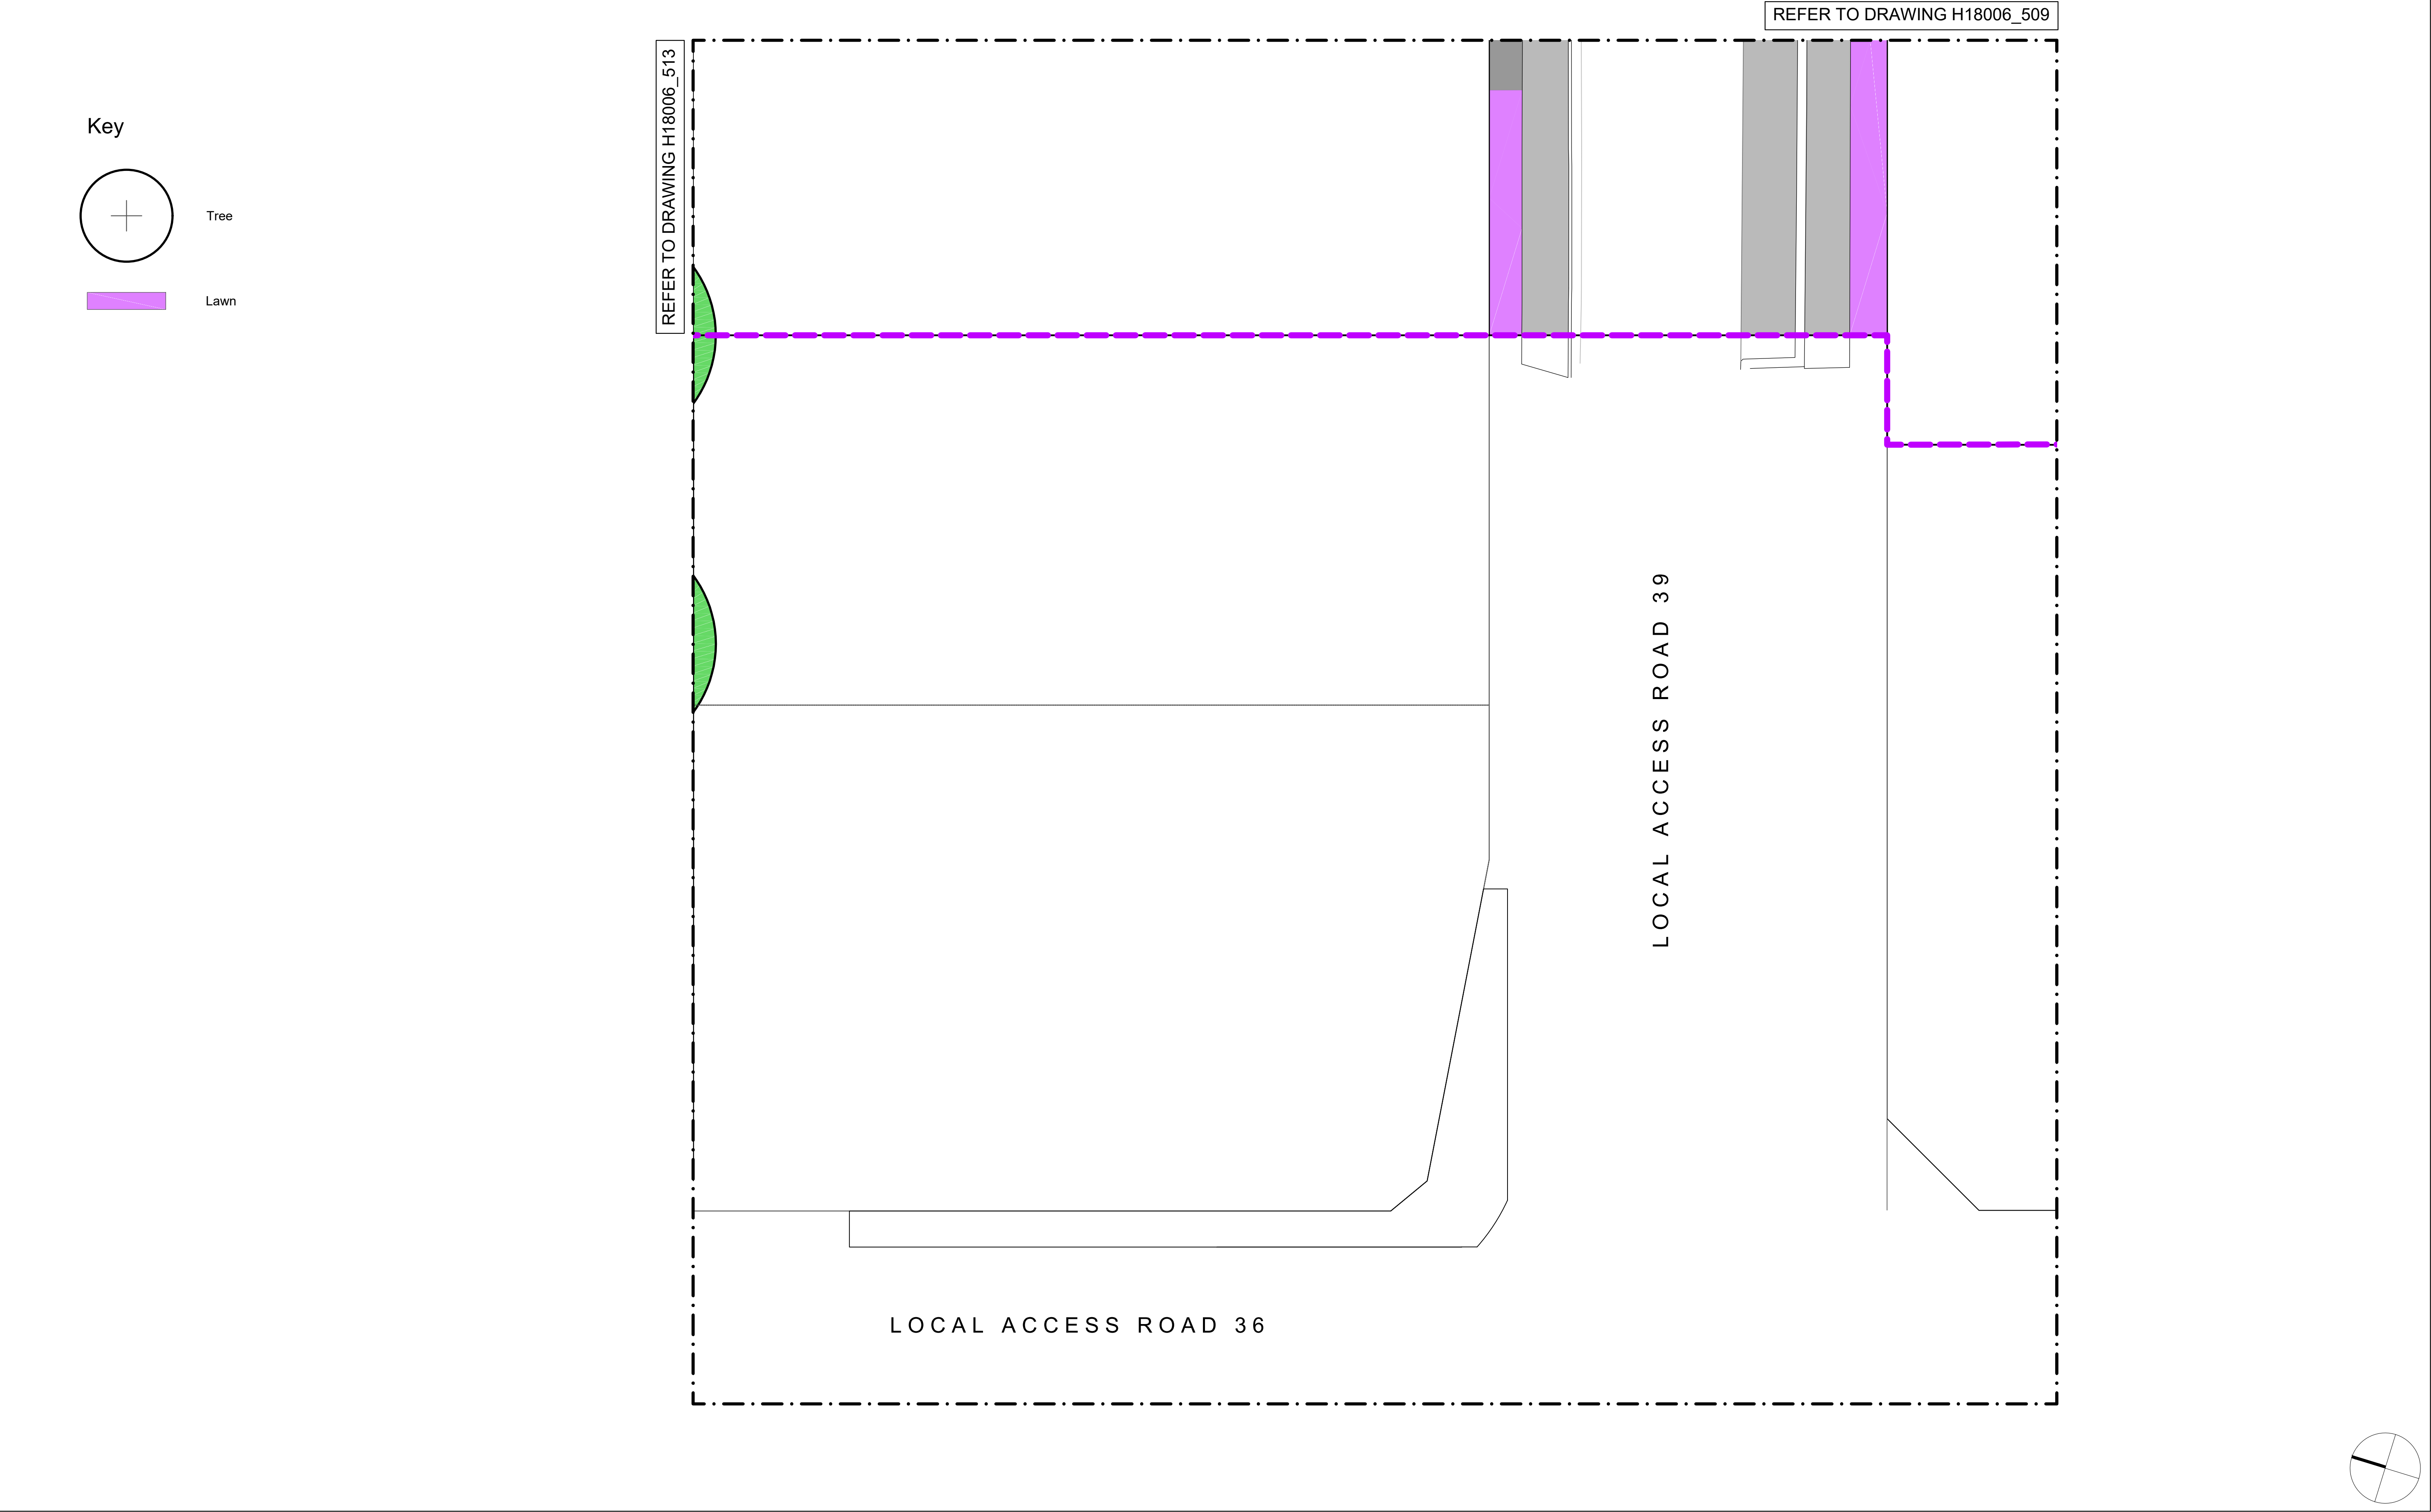 REFER TO DRAWING H18006_509
REFER TO DRAWING H18006_513
Key
Tree
Lawn
LOCAL ACCESS ROAD 39
LOCAL ACCESS ROAD 36